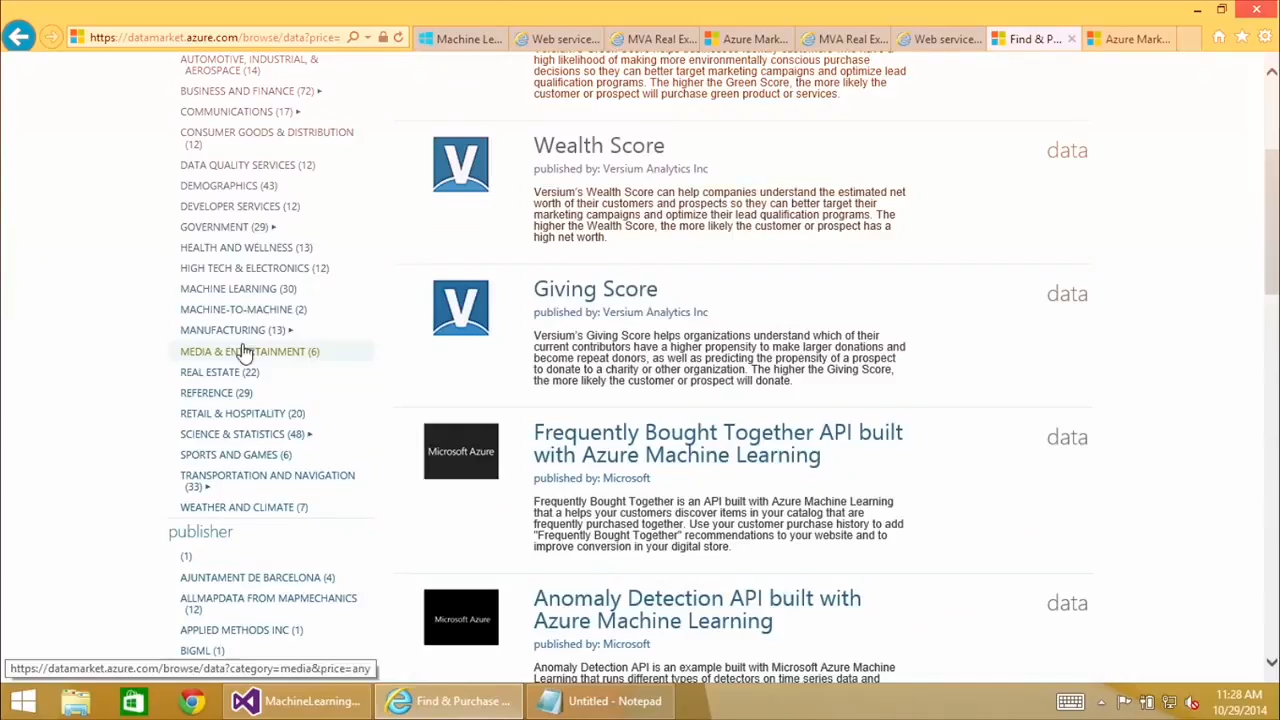 https://datamarket.azure.com/browse/data?price=
Machine Le...
Web service...
MVA Real Ex...
Azure Mark...
MVA Real Ex...
Web service...
Find & P...
Azure Mark...
AUTOMOTIVE, INDUSTRIAL, &
AEROSPACE (14)
BUSINESS AND FINANCE (72)
COMMUNICATIONS (17)
CONSUMER GOODS & DISTRIBUTION
(12)
DATA QUALITY SERVICES (12)
DEMOGRAPHICS (43)
DEVELOPER SERVICES (12)
GOVERNMENT (29)
HEALTH AND WELLNESS (13)
HIGH TECH & ELECTRONICS (12)
MACHINE LEARNING (30)
MACHINE-TO-MACHINE (2)
MANUFACTURING (13)
MEDIA & ENTERTAINMENT (6)
REAL ESTATE (22)
REFERENCE (29)
RETAIL & HOSPITALITY (20)
SCIENCE & STATISTICS (48)
SPORTS AND GAMES (6)
TRANSPORTATION AND NAVIGATION
(33)
WEATHER AND CLIMATE (7)
publisher
(1)
AJUNTAMENT DE BARCELONA (4)
ALLMAPDATA FROM MAPMECHANICS
(12)
APPLIED METHODS INC (1)
BIGML (1)
https://datamarket.azure.com/browse/data?category=media&price=any
high likelihood of making more environmentally conscious purchase
decisions so they can better target marketing campaigns and optimize lead
qualification programs. The higher the Green Score, the more likely the
customer or prospect will purchase green product or services.
V
Wealth Score
data
published by: Versium Analytics Inc
Versium's Wealth Score can help companies understand the estimated net
worth of their customers and prospects so they can better target their
marketing campaigns and optimize their lead qualification programs. The
higher the Wealth Score, the more likely the customer or prospect has a
high net worth.
V
Giving Score
data
published by: Versium Analytics Inc
Versium's Giving Score helps organizations understand which of their
current contributors have a higher propensity to make larger donations and
become repeat donors, as well as predicting the propensity of a prospect
to donate to a charity or other organization. The higher the Giving Score,
the more likely the customer or prospect will donate.
Microsoft Azure
Frequently Bought Together API built
with Azure Machine Learning
data
published by: Microsoft
Frequently Bought Together is an API built with Azure Machine Learning
that a helps your customers discover items in your catalog that are
frequently purchased together. Use your customer purchase history to add
"Frequently Bought Together" recommendations to your website and to
improve conversion in your digital store.
Microsoft Azure
Anomaly Detection API built with
Azure Machine Learning
data
published by: Microsoft
Anomaly Detection API is an example built with Microsoft Azure Machine
Learning that runs different types of detectors on time series data and
MachineLearning...
Find & Purchase ...
Untitled - Notepad
11:28 AM
10/29/2014